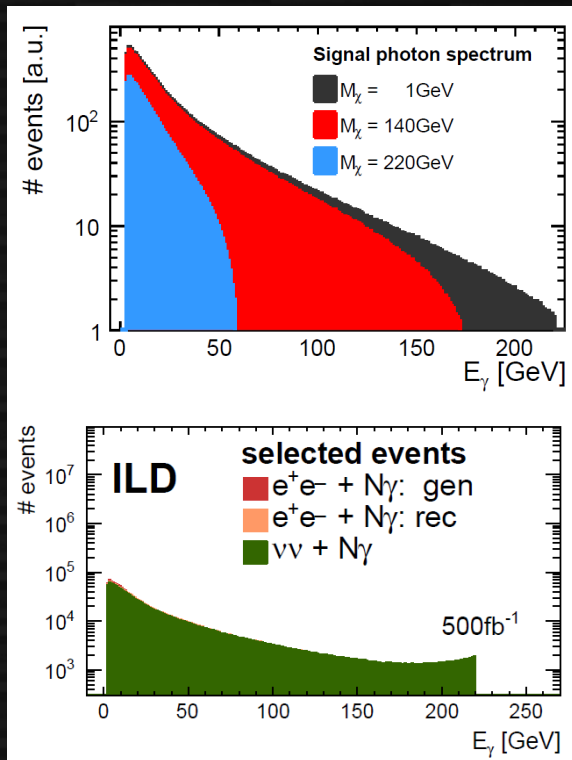 Signal photon spectrum
Mχ = 1GeV
Mχ = 140GeV
Mχ = 220GeV
# events [a.u.]
10²
10
1
0 50 100 150 200
Eγ [GeV]
ILD
selected events
e⁺e⁻ + Nγ: gen
e⁺e⁻ + Nγ: rec
νν + Nγ
500fb⁻¹
# events
10⁷
10⁶
10⁵
10⁴
10³
0 50 100 150 200 250
Eγ [GeV]